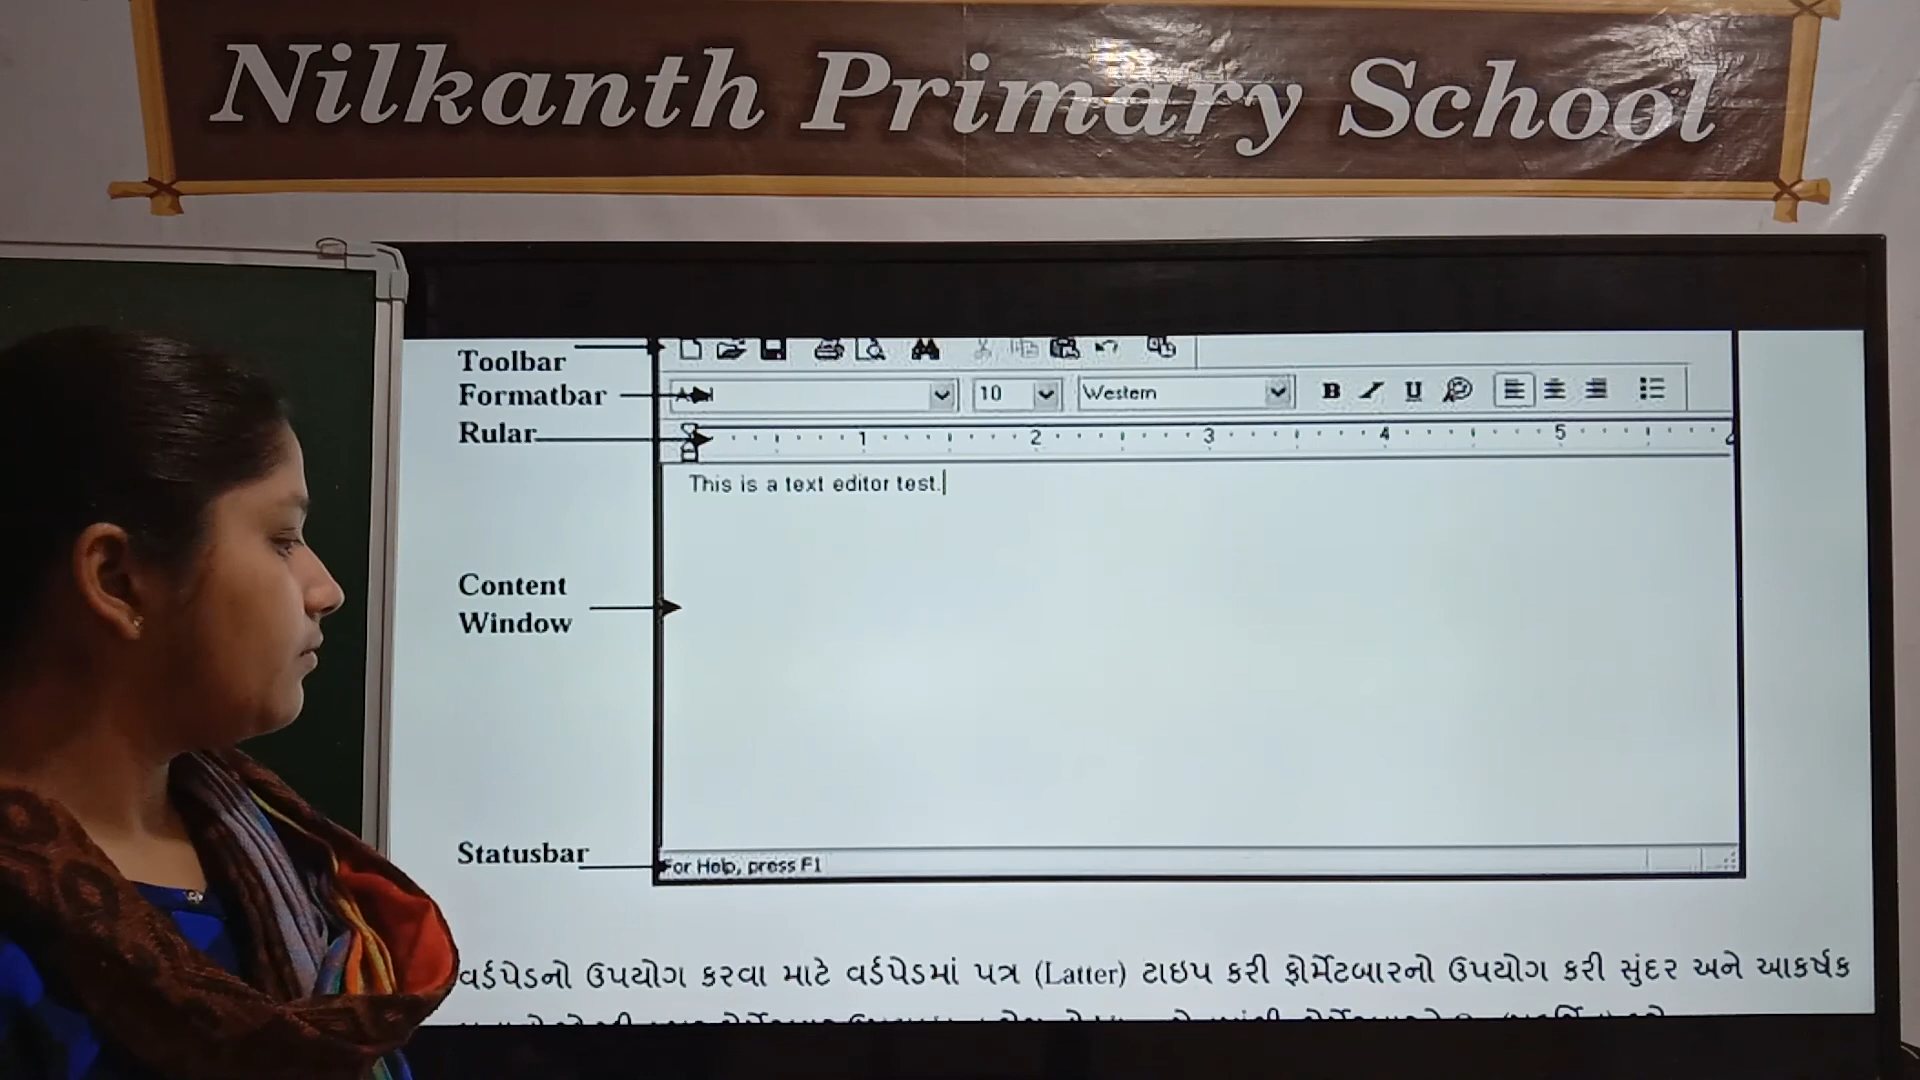 Nilkanth Primary School
Toolbar
Formatbar
10
Western
B I U
Rular
1 2 3 4 5
This is a text editor test.
Content
Window
Statusbar
For Help, press F1
વર્ડપેડનો ઉપયોગ કરવા માટે વર્ડપેડમાં પત્ર (Latter) ટાઇપ કરી ફોર્મેટબારનો ઉપયોગ કરી સુંદર અને આકર્ષક